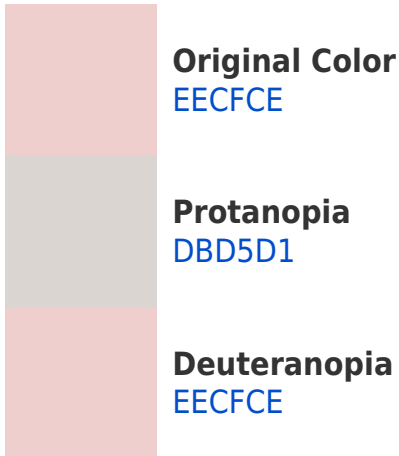 Original Color
EECFCE
Protanopia
DBD5D1
Deuteranopia
EECFCE